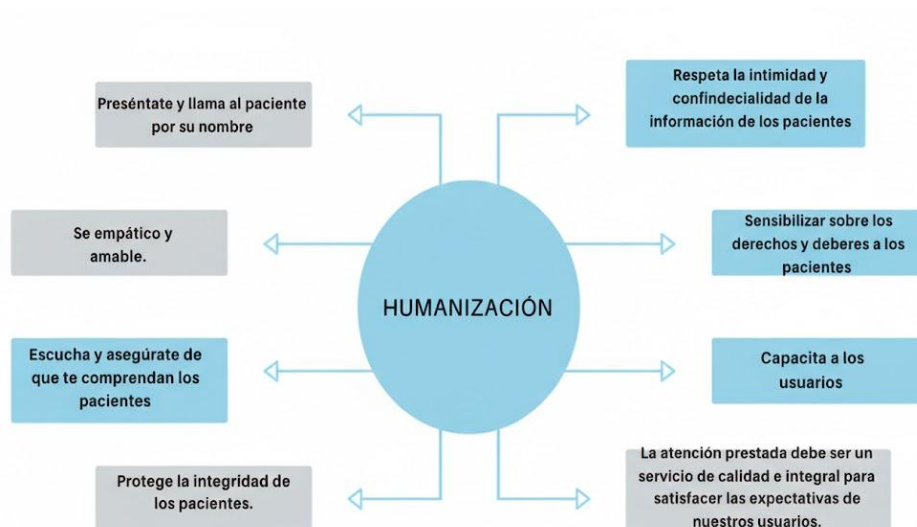 Preséntate y llama al paciente
por su nombre
Respeta la intimidad y
confindecialidad de la
información de los pacientes
Se empático y
amable.
Sensibilizar sobre los
derechos y deberes a los
pacientes
HUMANIZACIÓN
Escucha y asegúrate de
que te comprendan los
pacientes
Capacita a los
usuarios
Protege la integridad de
los pacientes.
La atención prestada debe ser un
servicio de calidad e integral para
satisfacer las expectativas de
nuestros usuarios.